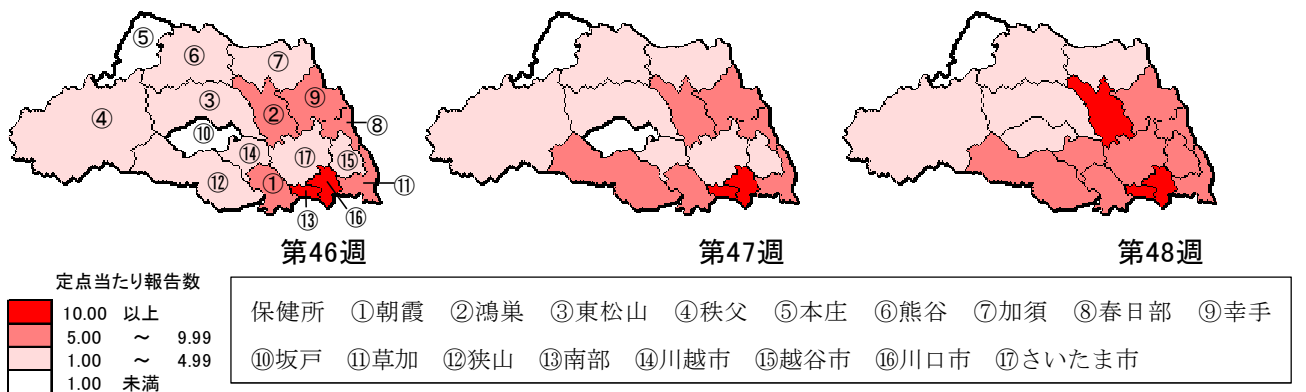 ⑤
⑥
⑦
③
④
②
⑨
⑩
⑧
⑭
⑰
⑮
⑫
①
⑪
⑬
⑯
第46週
第47週
第48週
定点当たり報告数
10.00 以上
5.00 ～ 9.99
1.00 ～ 4.99
1.00 未満
保健所 ①朝霞 ②鴻巣 ③東松山 ④秩父 ⑤本庄 ⑥熊谷 ⑦加須 ⑧春日部 ⑨幸手
⑩坂戸 ⑪草加 ⑫狭山 ⑬南部 ⑭川越市 ⑮越谷市 ⑯川口市 ⑰さいたま市